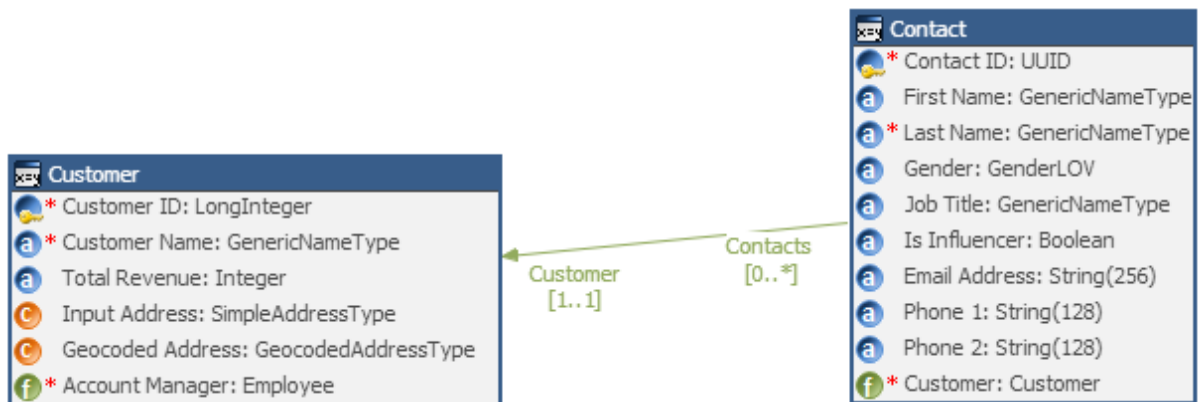 Contact
* Contact ID: UUID
First Name: GenericNameType
* Last Name: GenericNameType
Gender: GenderLOV
Job Title: GenericNameType
Is Influencer: Boolean
Email Address: String(256)
Phone 1: String(128)
Phone 2: String(128)
* Customer: Customer
Customer
* Customer ID: LongInteger
* Customer Name: GenericNameType
Total Revenue: Integer
Input Address: SimpleAddressType
Geocoded Address: GeocodedAddressType
* Account Manager: Employee
Customer
[1..1]
Contacts
[0..*]